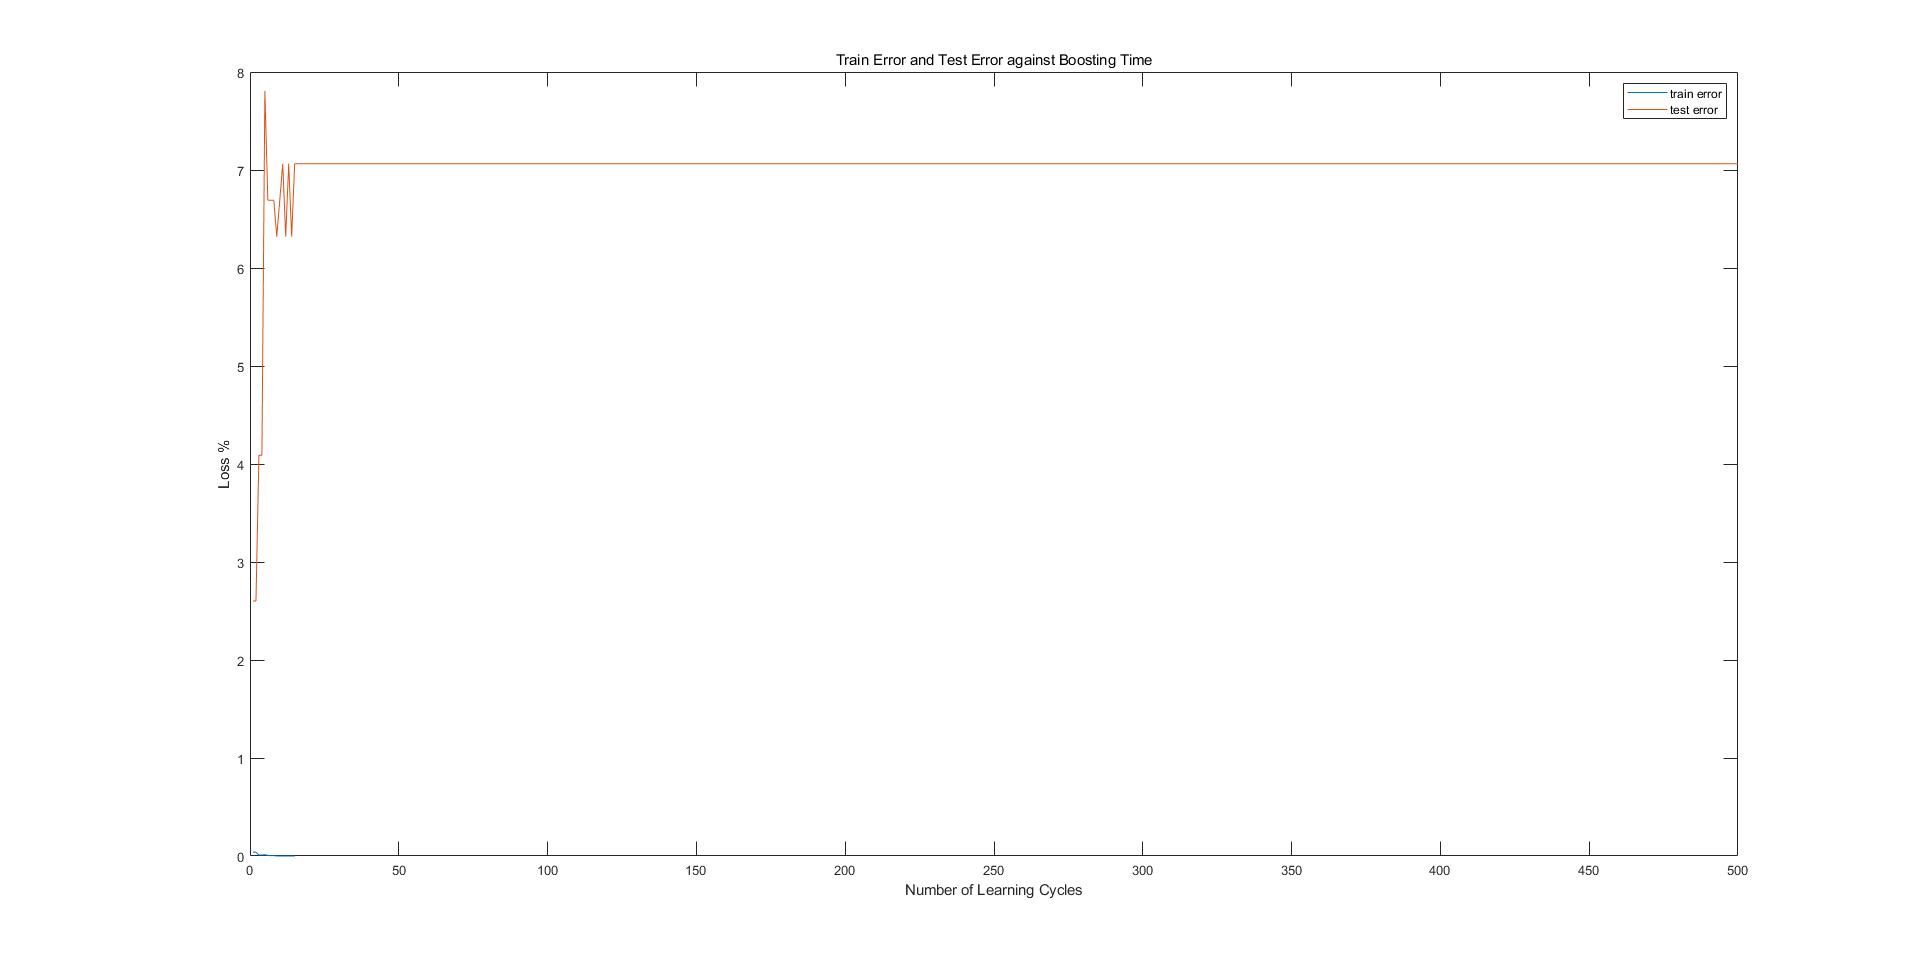 Train Error and Test Error against Boosting Time
train error
test error
Loss %
8
7
6
5
4
3
2
1
0
0 50 100 150 200 250 300 350 400 450 500
Number of Learning Cycles